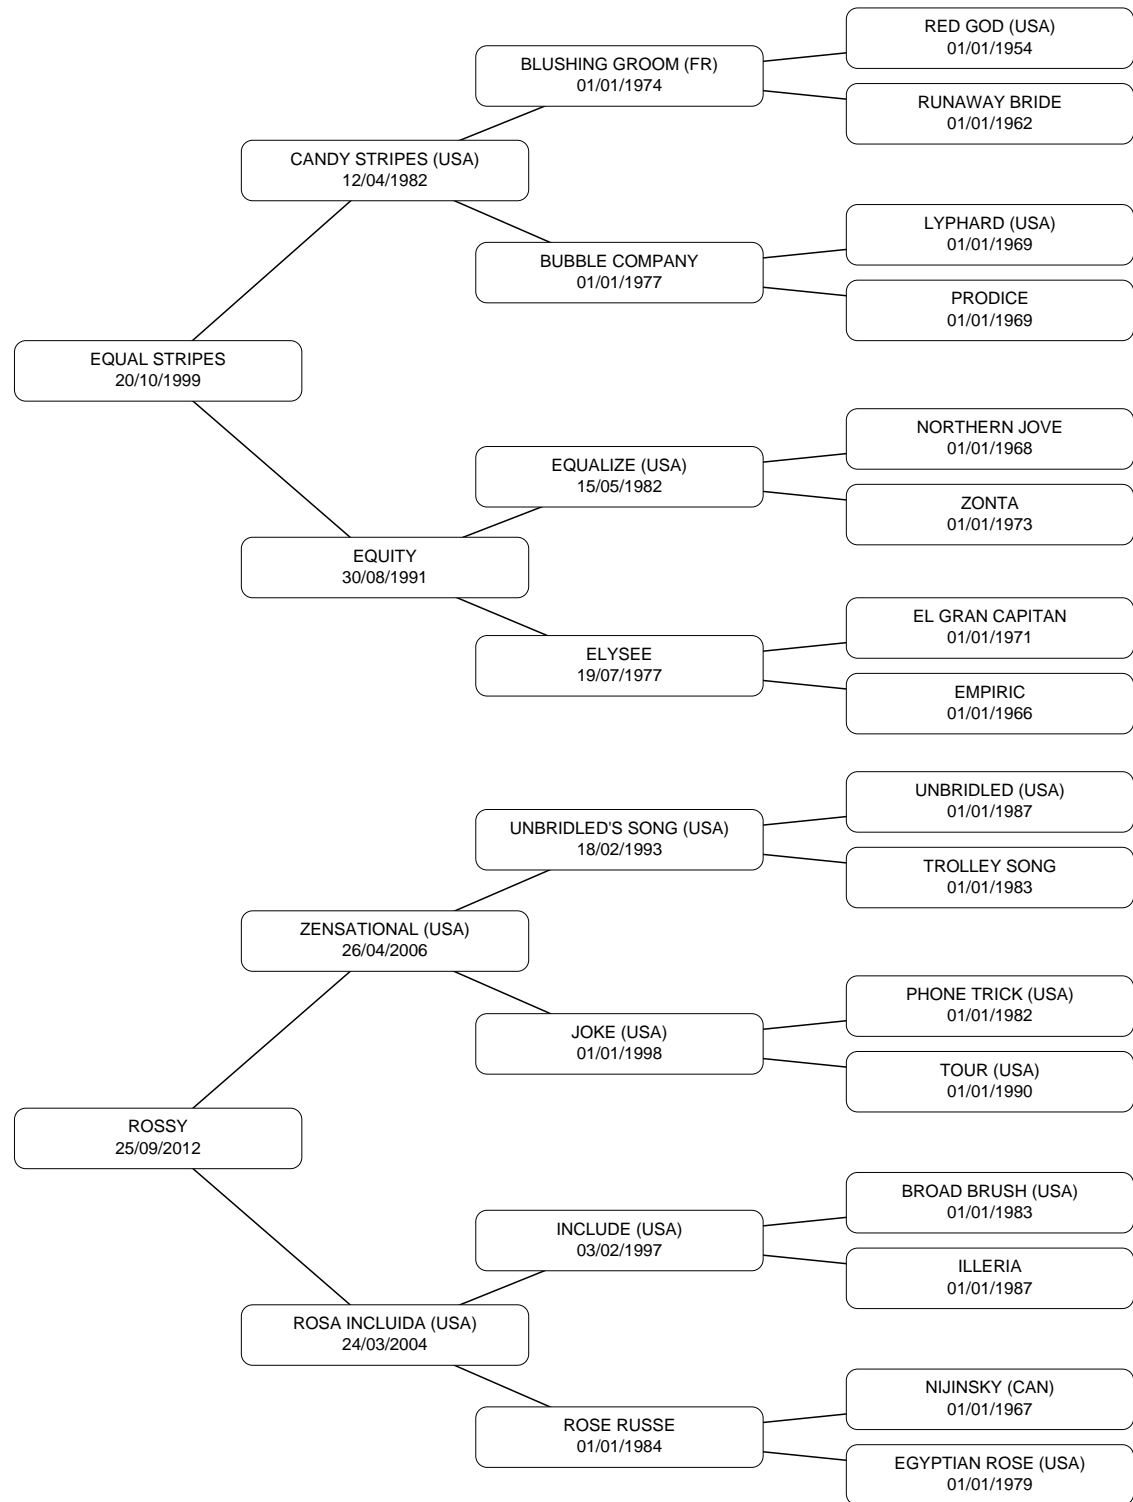 RED GOD (USA)
01/01/1954
BLUSHING GROOM (FR)
01/01/1974
RUNAWAY BRIDE
01/01/1962
CANDY STRIPES (USA)
12/04/1982
LYPHARD (USA)
01/01/1969
BUBBLE COMPANY
01/01/1977
PRODICE
01/01/1969
EQUAL STRIPES
20/10/1999
NORTHERN JOVE
01/01/1968
EQUALIZE (USA)
15/05/1982
ZONTA
01/01/1973
EQUITY
30/08/1991
EL GRAN CAPITAN
01/01/1971
ELYSEE
19/07/1977
EMPIRIC
01/01/1966
UNBRIDLED (USA)
01/01/1987
UNBRIDLED'S SONG (USA)
18/02/1993
TROLLEY SONG
01/01/1983
ZENSATIONAL (USA)
26/04/2006
PHONE TRICK (USA)
01/01/1982
JOKE (USA)
01/01/1998
TOUR (USA)
01/01/1990
ROSSY
25/09/2012
BROAD BRUSH (USA)
01/01/1983
INCLUDE (USA)
03/02/1997
ILLERIA
01/01/1987
ROSA INCLUIDA (USA)
24/03/2004
NIJINSKY (CAN)
01/01/1967
ROSE RUSSE
01/01/1984
EGYPTIAN ROSE (USA)
01/01/1979